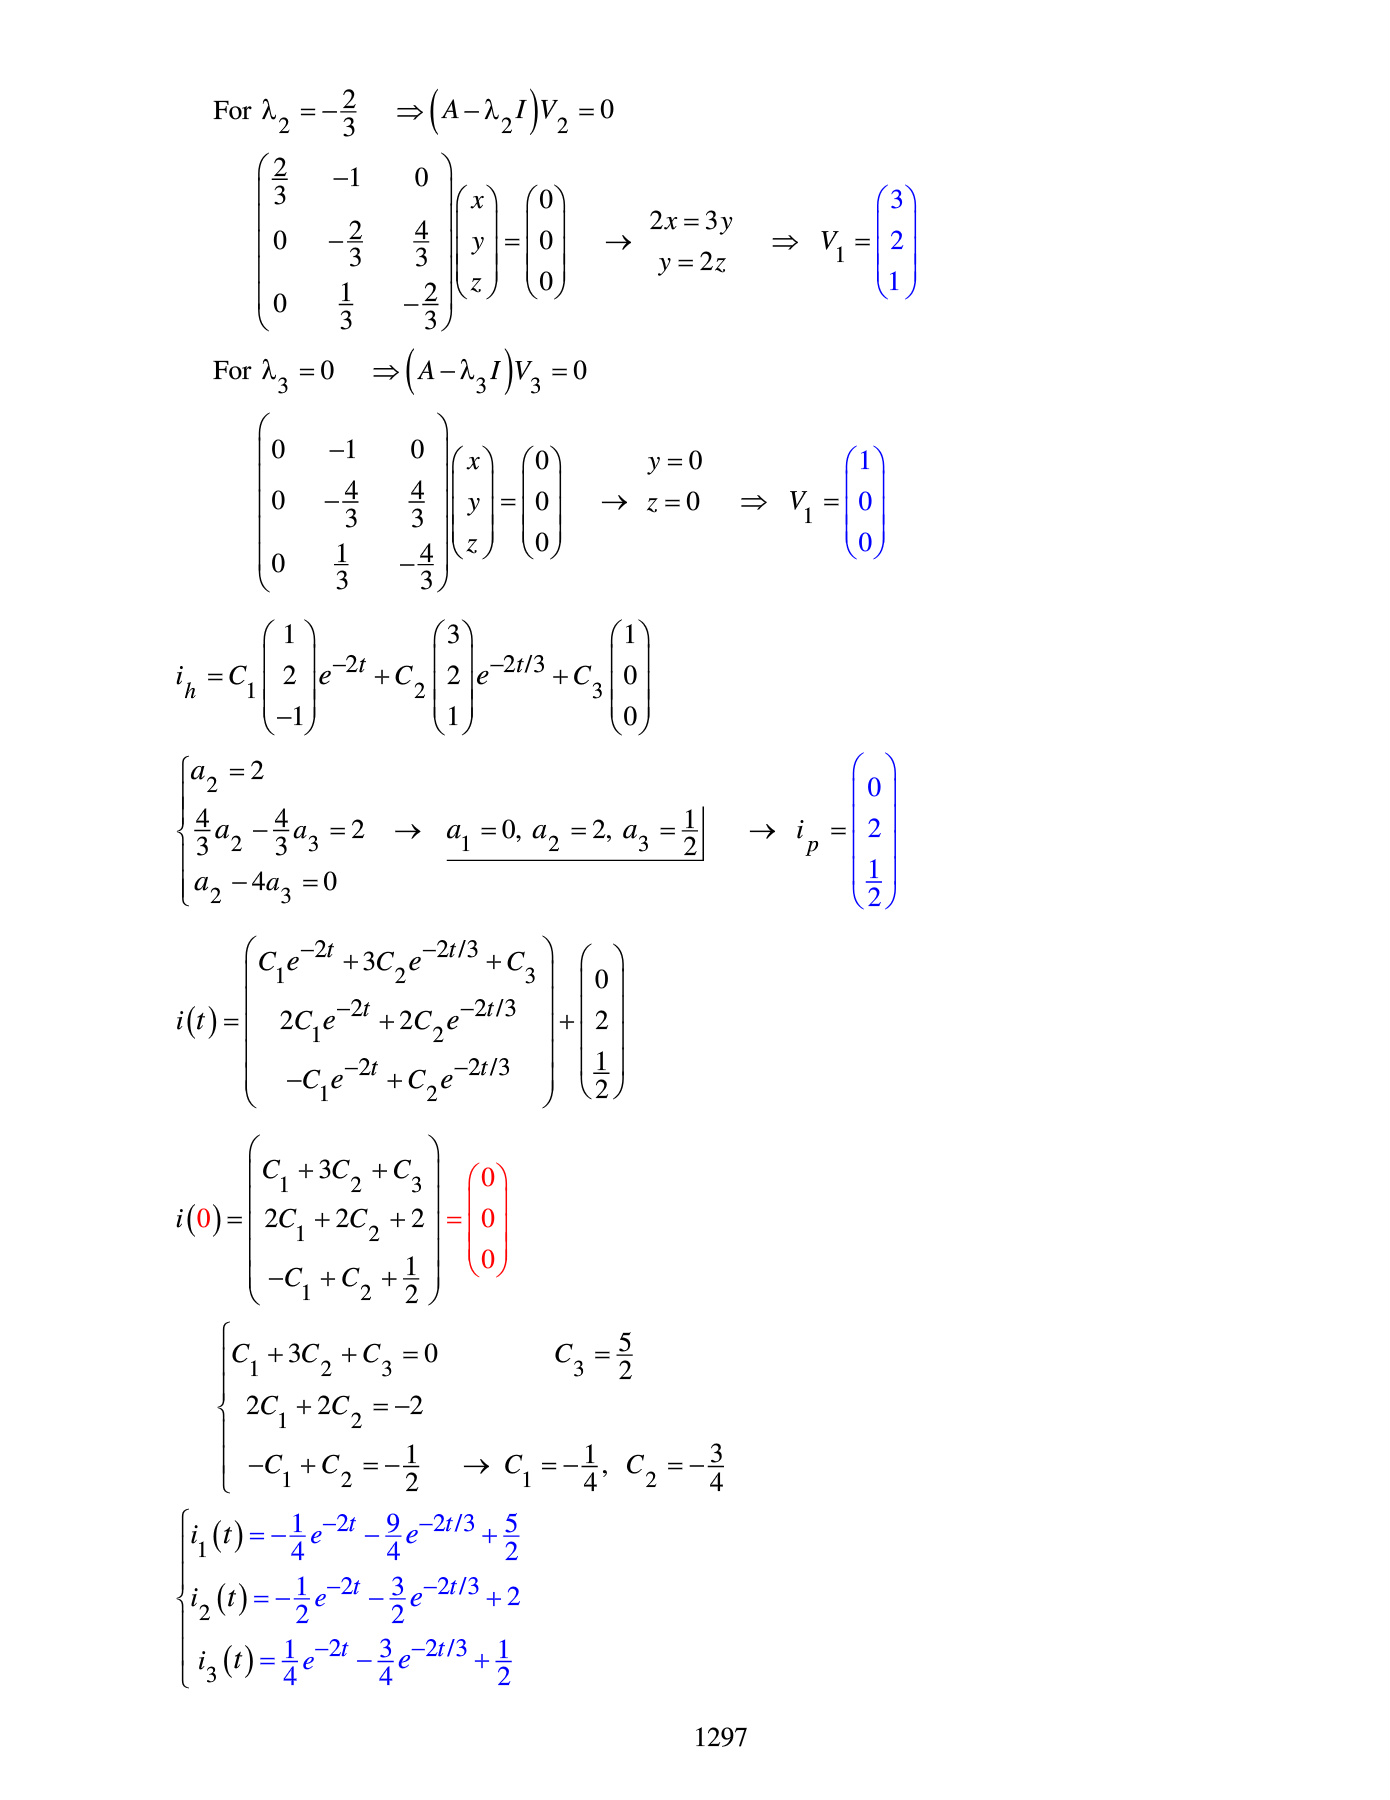 For λ₂ = −2/3 ⇒ (A − λ₂I)V₂ = 0
(2/3 −1 0; 0 −2/3 4/3; 0 1/3 −2/3)(x; y; z) = (0; 0; 0) → 2x = 3y, y = 2z ⇒ V₁ = (3; 2; 1)
For λ₃ = 0 ⇒ (A − λ₃I)V₃ = 0
(0 −1 0; 0 −4/3 4/3; 0 1/3 −4/3)(x; y; z) = (0; 0; 0) → y = 0 z = 0 ⇒ V₁ = (1; 0; 0)
i_h = C₁(1; 2; −1)e^{−2t} + C₂(3; 2; 1)e^{−2t/3} + C₃(1; 0; 0)
{a₂ = 2
4/3 a₂ − 4/3 a₃ = 2 → a₁ = 0, a₂ = 2, a₃ = 1/2 → i_p = (0; 2; 1/2)
a₂ − 4a₃ = 0
i(t) = (C₁e^{−2t} + 3C₂e^{−2t/3} + C₃; 2C₁e^{−2t} + 2C₂e^{−2t/3}; −C₁e^{−2t} + C₂e^{−2t/3}) + (0; 2; 1/2)
i(0) = (C₁ + 3C₂ + C₃; 2C₁ + 2C₂ + 2; −C₁ + C₂ + 1/2) = (0; 0; 0)
{C₁ + 3C₂ + C₃ = 0 C₃ = 5/2
2C₁ + 2C₂ = −2
−C₁ + C₂ = −1/2 → C₁ = −1/4, C₂ = −3/4
{i₁(t) = −1/4 e^{−2t} − 9/4 e^{−2t/3} + 5/2
i₂(t) = −1/2 e^{−2t} − 3/2 e^{−2t/3} + 2
i₃(t) = 1/4 e^{−2t} − 3/4 e^{−2t/3} + 1/2
1297